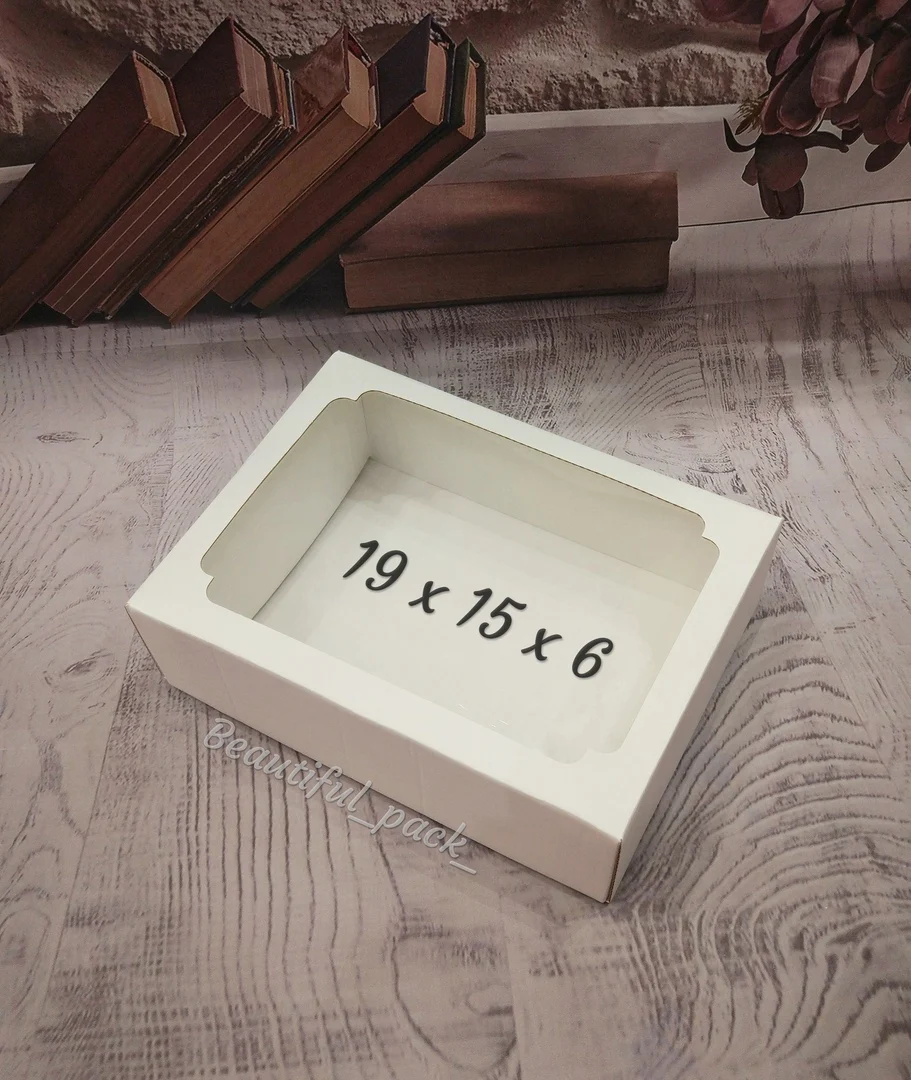 19 x 15 x 6
Beautiful_pack_